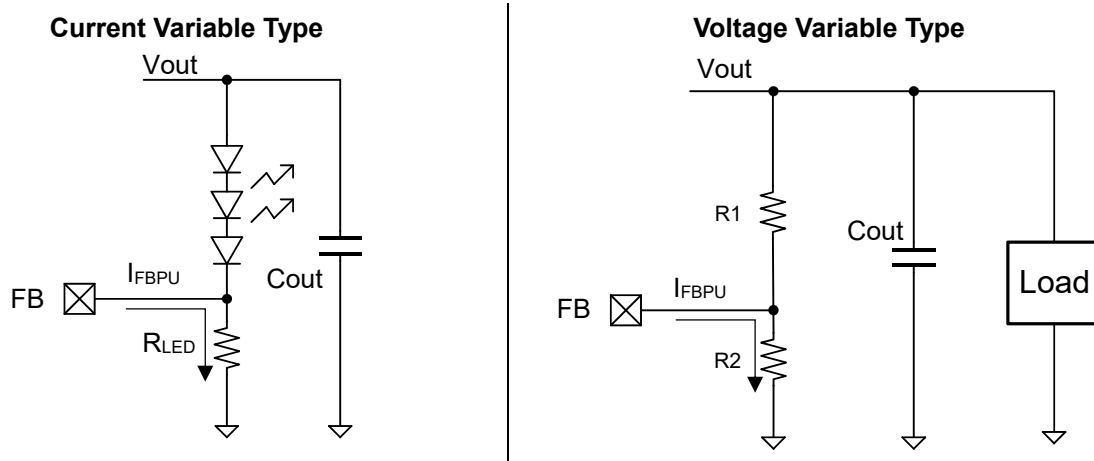 Current Variable Type
Vout
Cout
IFBPU
FB
RLED
Voltage Variable Type
Vout
R1
Cout
Load
IFBPU
FB
R2